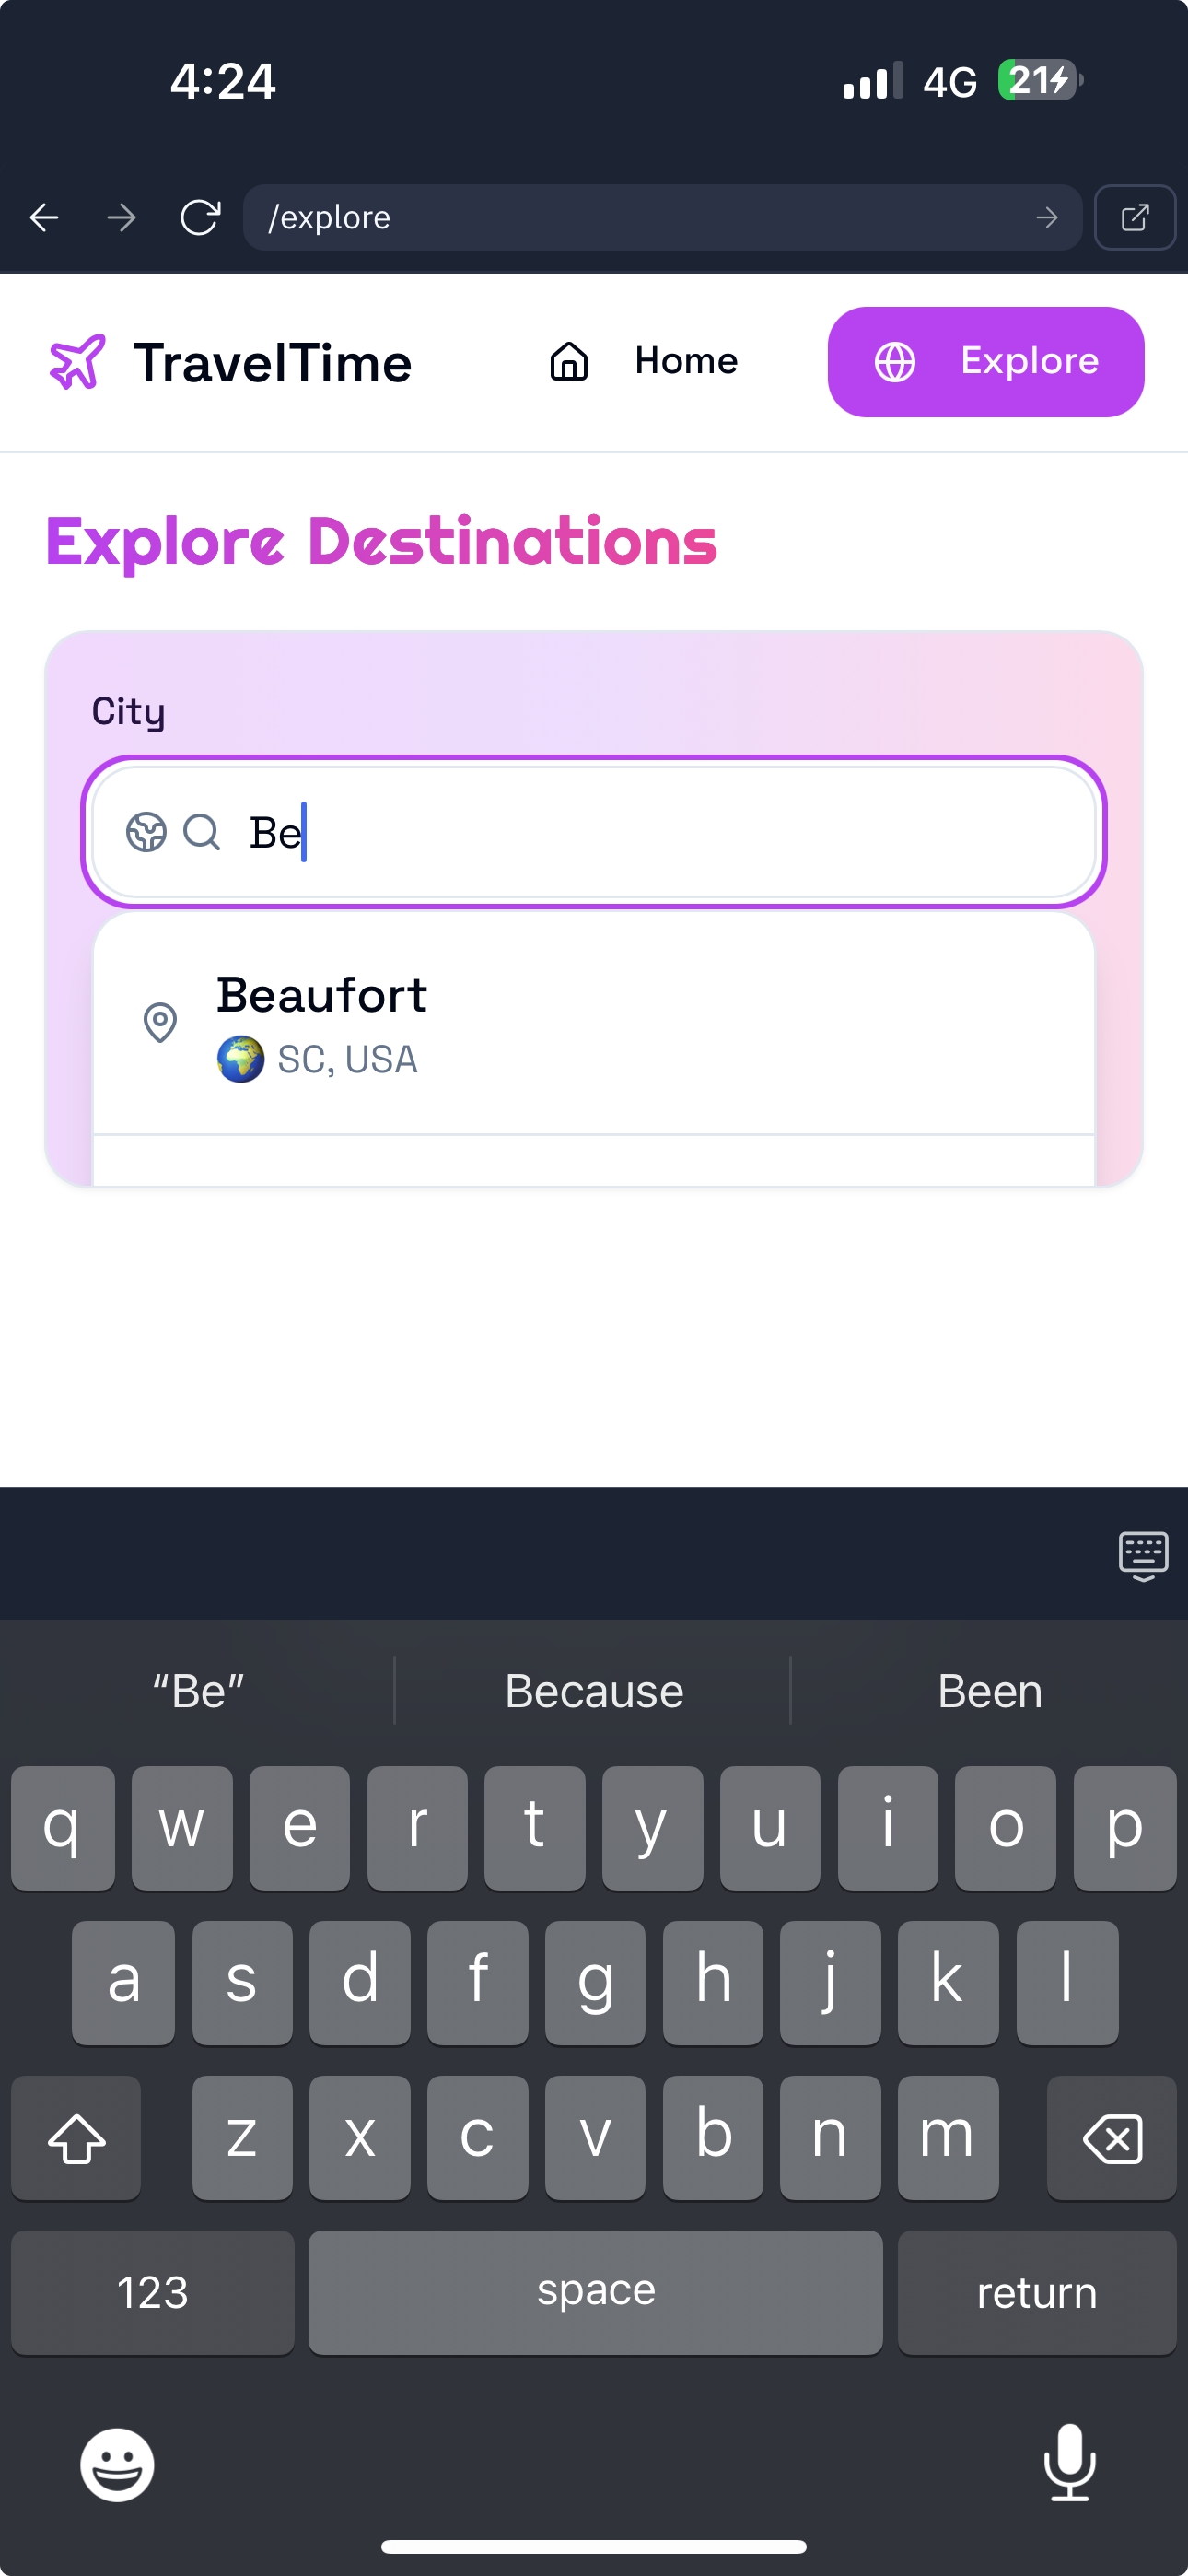 4:24
4G
21
/explore
TravelTime
Home
Explore
Explore Destinations
City
Be
Beaufort
SC, USA
“Be”
Because
Been
q w e r t y u i o p
a s d f g h j k l
z x c v b n m
123
space
return